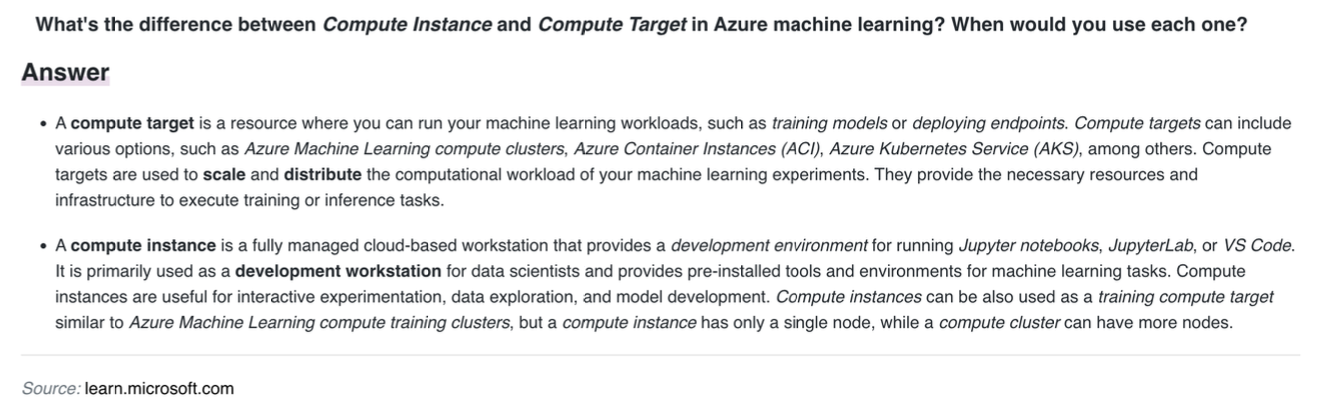 What's the difference between Compute Instance and Compute Target in Azure machine learning? When would you use each one?
Answer
• A compute target is a resource where you can run your machine learning workloads, such as training models or deploying endpoints. Compute targets can include
various options, such as Azure Machine Learning compute clusters, Azure Container Instances (ACI), Azure Kubernetes Service (AKS), among others. Compute
targets are used to scale and distribute the computational workload of your machine learning experiments. They provide the necessary resources and
infrastructure to execute training or inference tasks.
• A compute instance is a fully managed cloud-based workstation that provides a development environment for running Jupyter notebooks, JupyterLab, or VS Code.
It is primarily used as a development workstation for data scientists and provides pre-installed tools and environments for machine learning tasks. Compute
instances are useful for interactive experimentation, data exploration, and model development. Compute instances can be also used as a training compute target
similar to Azure Machine Learning compute training clusters, but a compute instance has only a single node, while a compute cluster can have more nodes.
Source: learn.microsoft.com